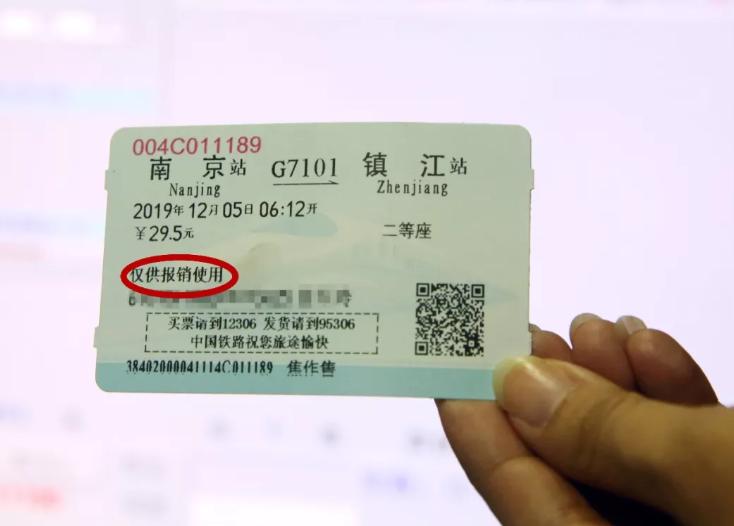 004C011189
南京站 G7101 镇江站
Nanjing Zhenjiang
2019年12月05日06:12开
￥29.5元 二等座
仅供报销使用
买票请到12306 发货请到95306
中国铁路祝您旅途愉快
38402000041114C011189 焦作售